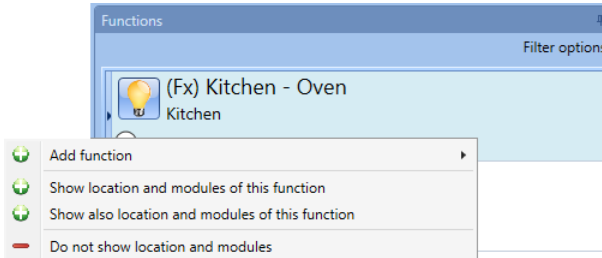 Functions
Filter options
(Fx) Kitchen - Oven
Kitchen
Add function
Show location and modules of this function
Show also location and modules of this function
Do not show location and modules